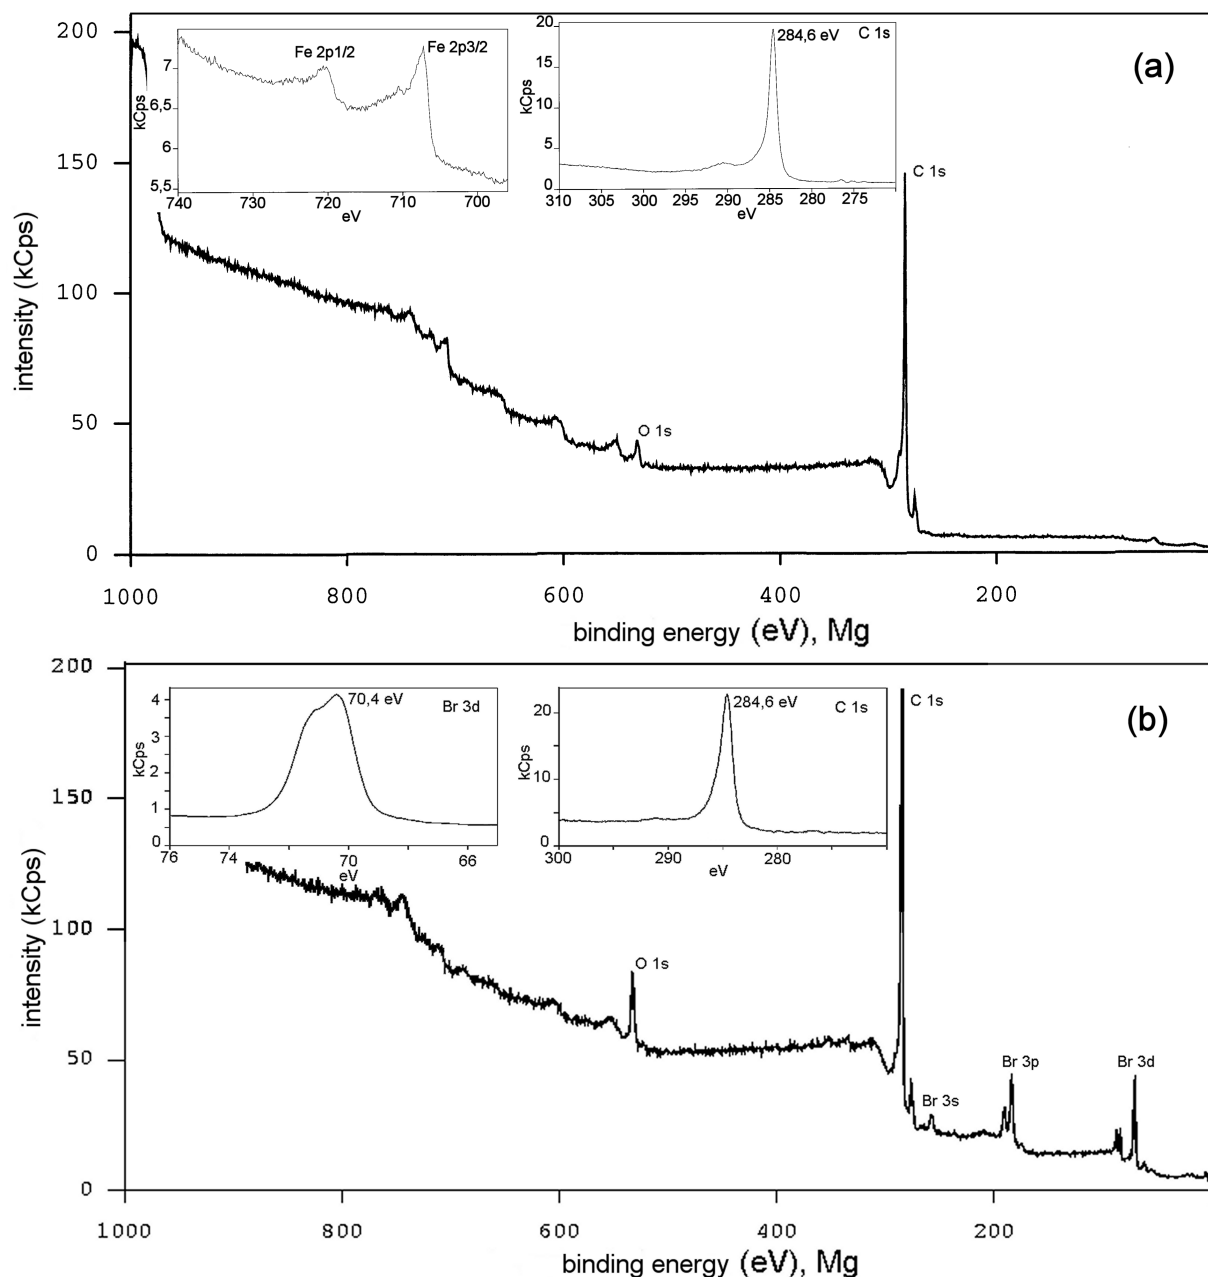 (a)
intensity (kCps)
200
150
100
50
0
1000 800 600 400 200
binding energy (eV), Mg
Fe 2p1/2
Fe 2p3/2
kCps
7
6,5
6
5,5
740 730 720 710 700
eV
284,6 eV
C 1s
kCps
20
15
10
5
0
310 305 300 295 290 285 280 275
eV
C 1s
O 1s
(b)
intensity (kCps)
200
150
100
50
0
1000 800 600 400 200
binding energy (eV), Mg
70,4 eV
Br 3d
kCps
4
3
2
1
0
76 74 70 66
eV
284,6 eV
C 1s
kCps
20
10
0
300 290 280
eV
C 1s
O 1s
Br 3s
Br 3p
Br 3d